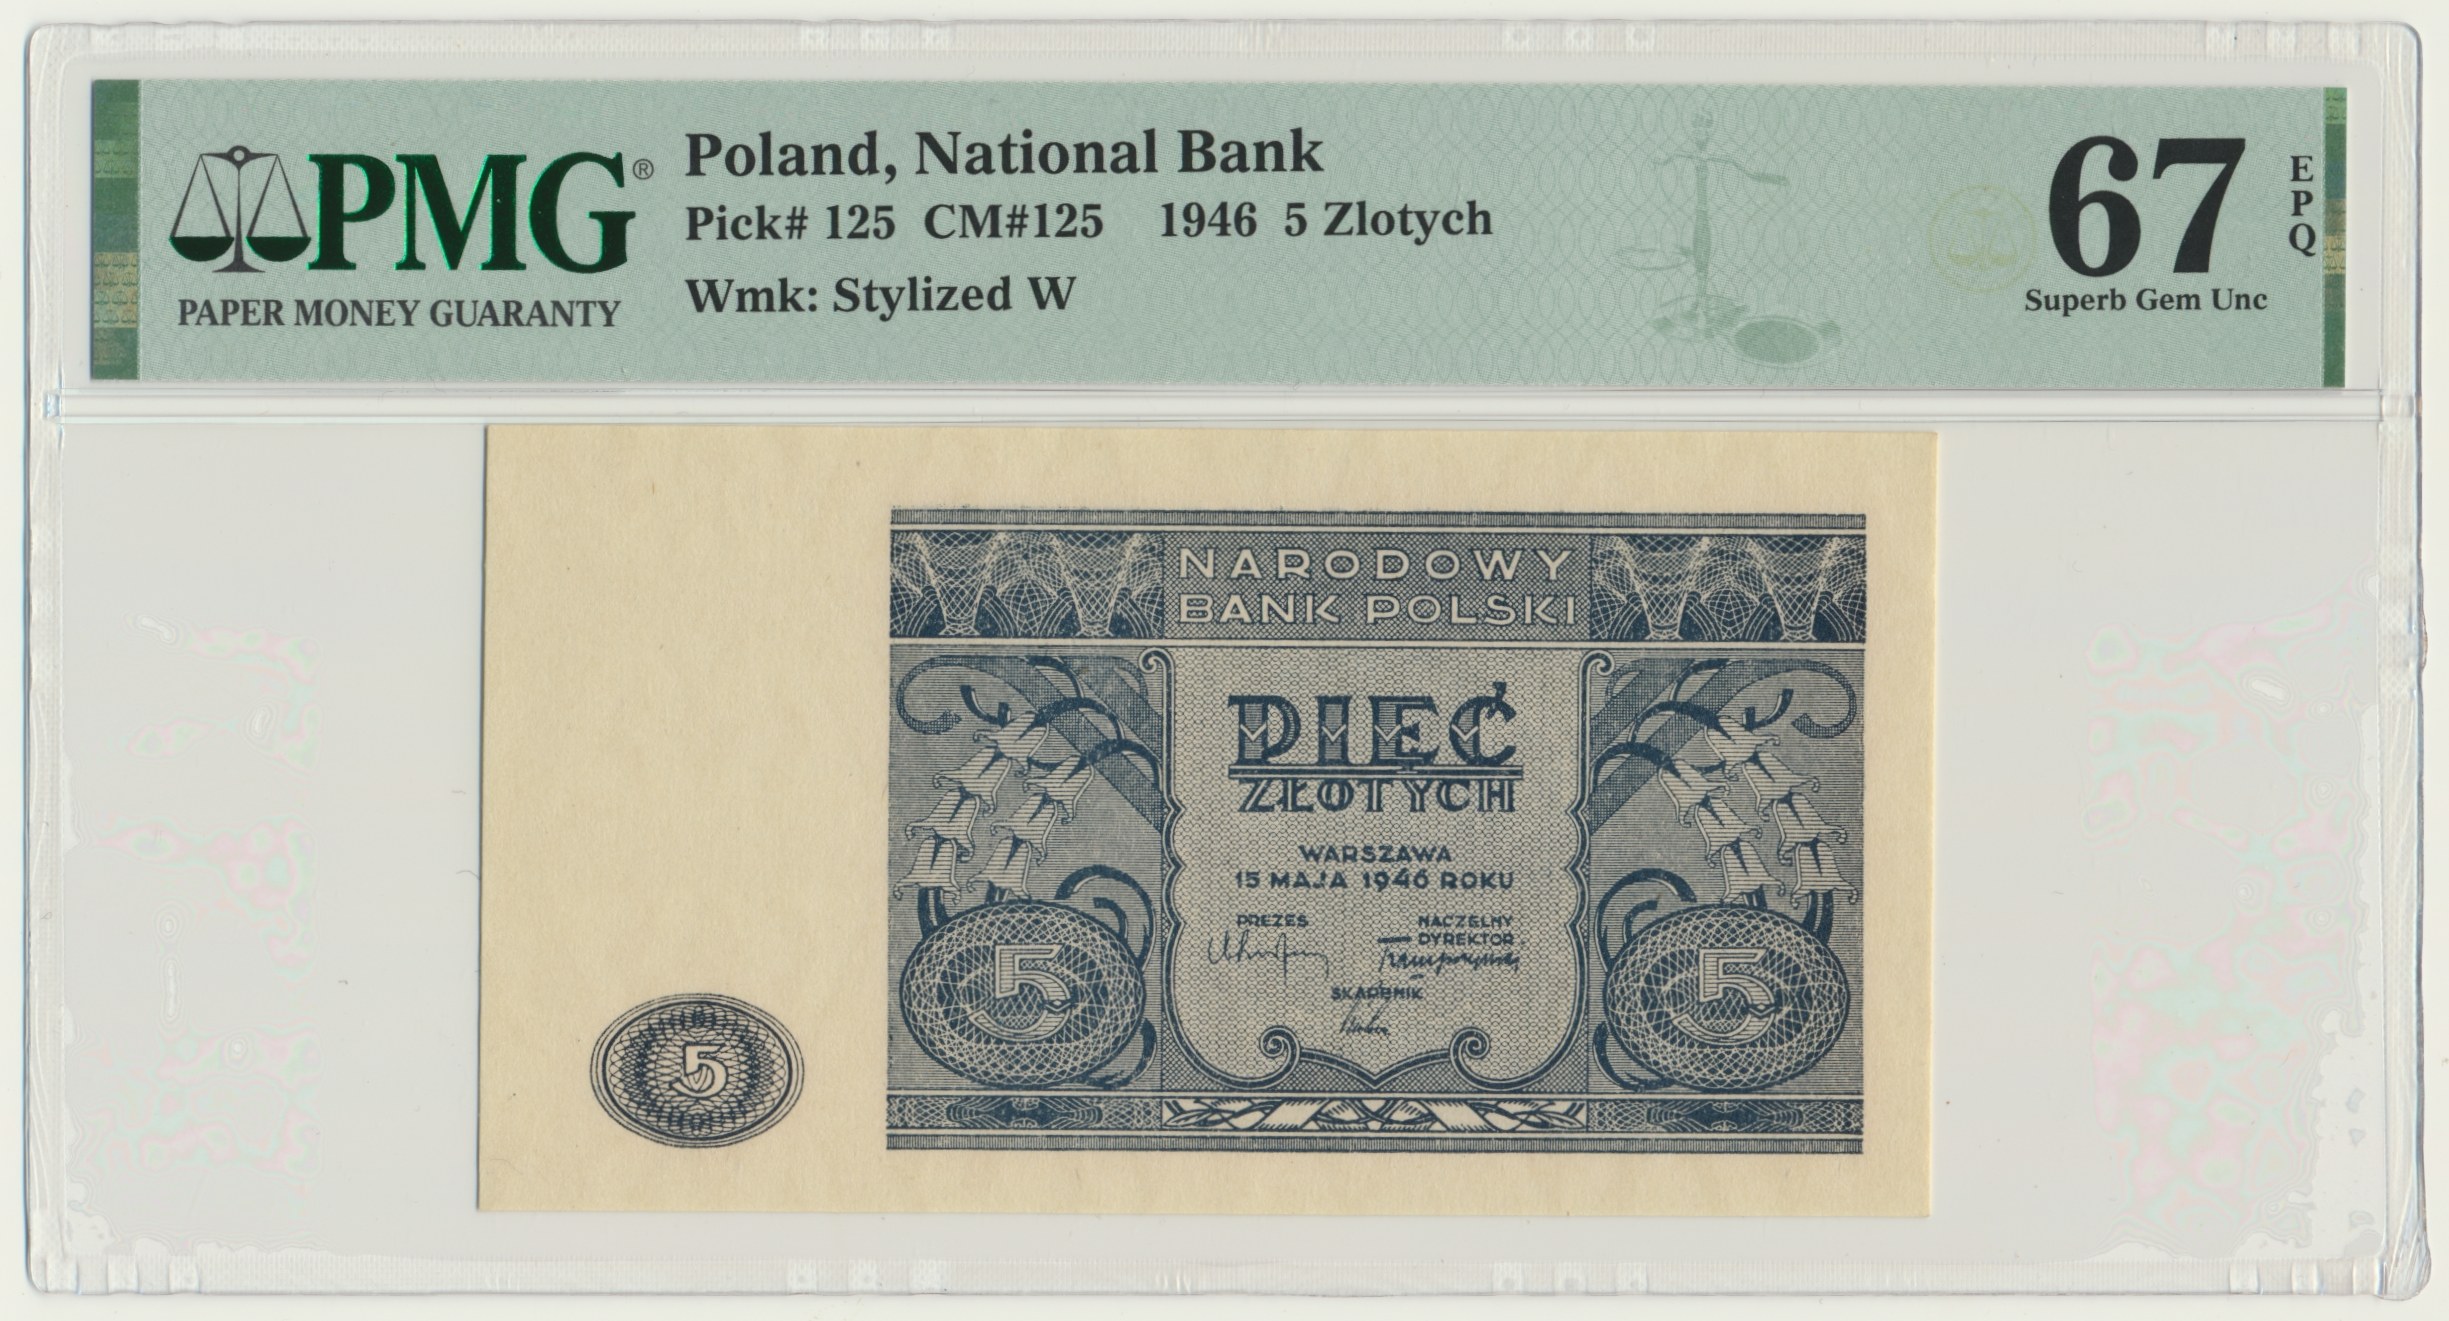 PMG®
PAPER MONEY GUARANTY
Poland, National Bank
Pick# 125 CM#125 1946 5 Zlotych
Wmk: Stylized W
67
EPQ
Superb Gem Unc
NARODOWY
BANK POLSKI
PIĘĆ
ZŁOTYCH
WARSZAWA
15 MAJA 1946 ROKU
PREZES
NACZELNY
DYREKTOR
SKARBNIK
5
5
5